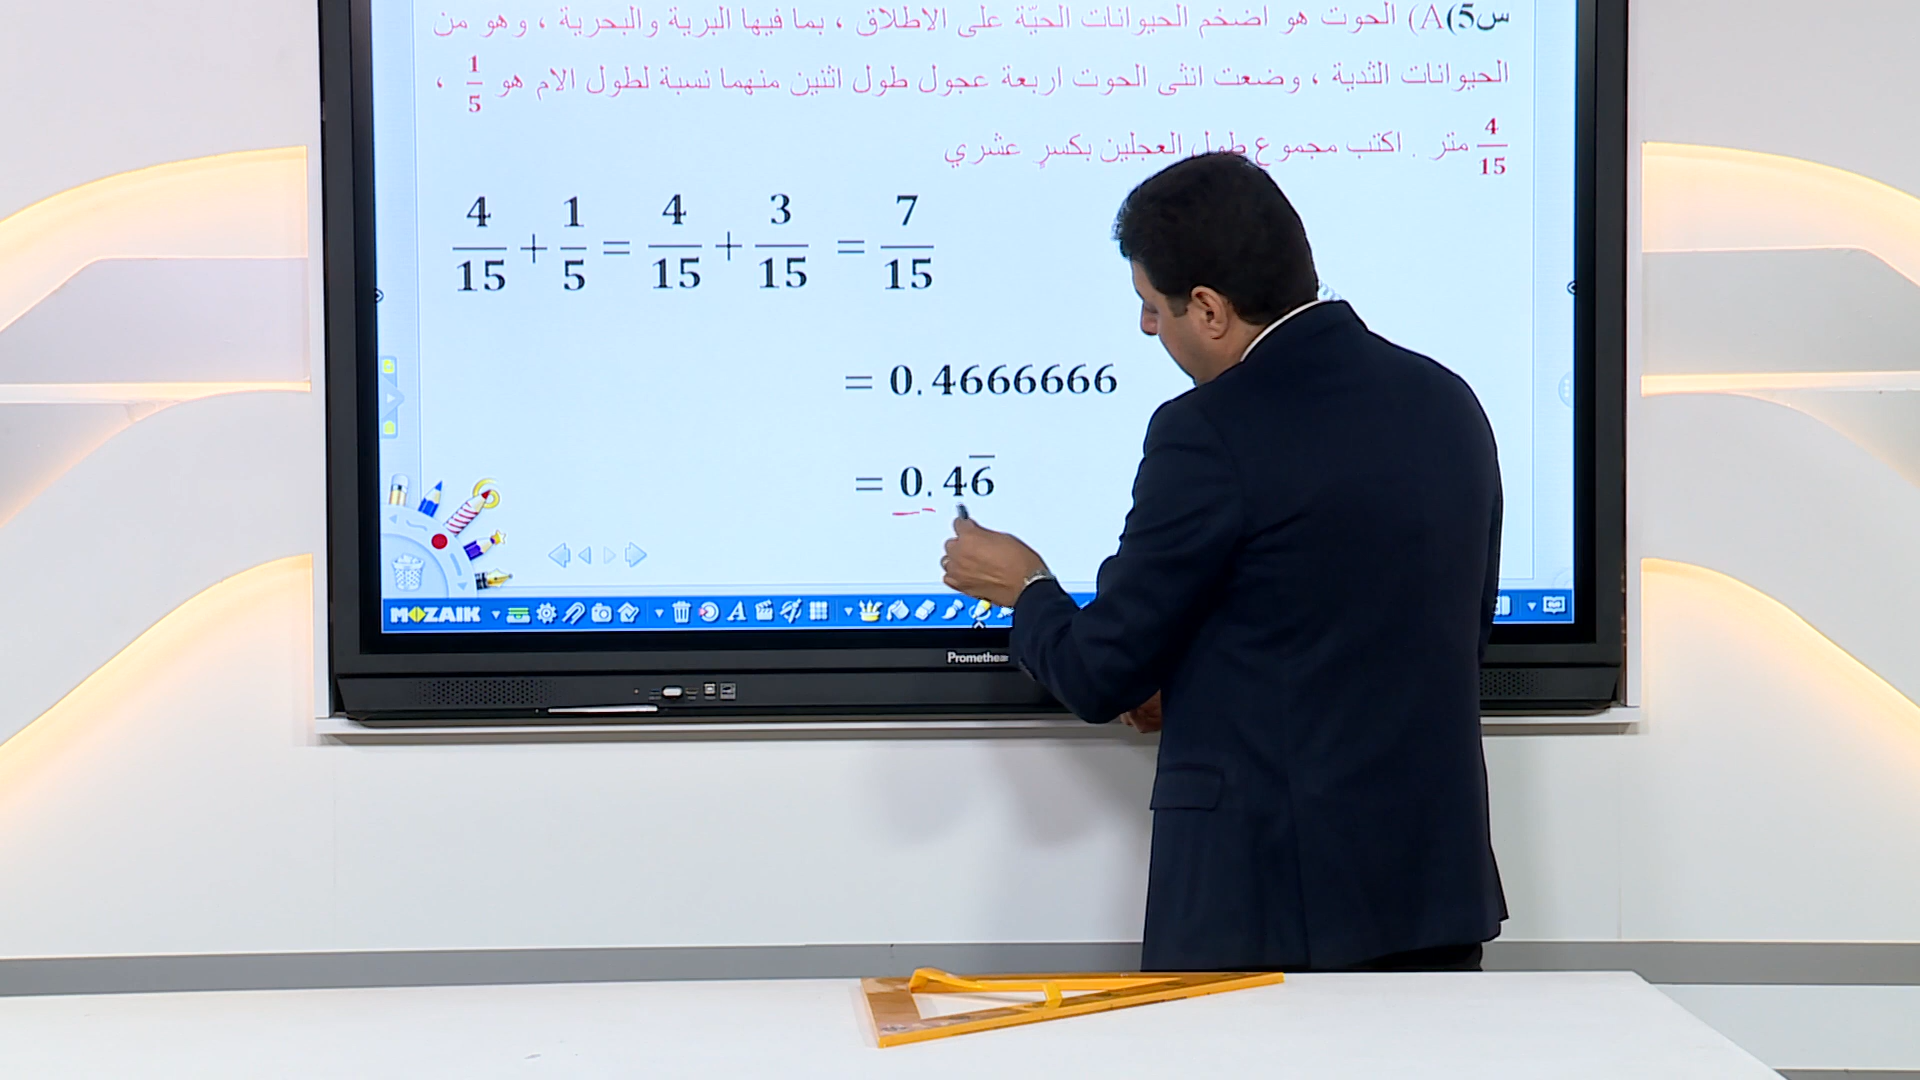 س5)A) الحوت هو اضخم الحيوانات الحيّة على الإطلاق ، بما فيها البرية والبحرية ، وهو من
الحيوانات الثدية ، وضعت انثى الحوت اربعة عجول طول اثنين منهما نسبة لطول الام هو 1/5 ،
4/15 متر . اكتب مجموع طول العجلين بكسرٍ عشري
4/15 + 1/5 = 4/15 + 3/15 = 7/15
= 0.4666666
= 0.46̅
MOZAIK
Promethean